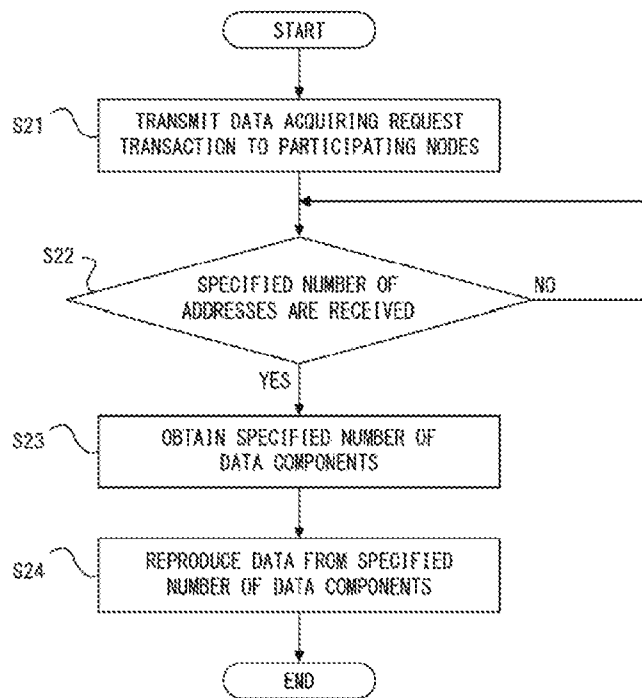 START
S21
TRANSMIT DATA ACQUIRING REQUEST
TRANSACTION TO PARTICIPATING NODES
S22
SPECIFIED NUMBER OF
ADDRESSES ARE RECEIVED
NO
YES
S23
OBTAIN SPECIFIED NUMBER OF
DATA COMPONENTS
S24
REPRODUCE DATA FROM SPECIFIED
NUMBER OF DATA COMPONENTS
END